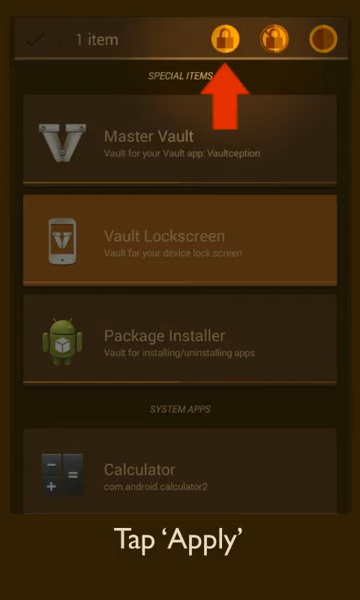 1 item
SPECIAL ITEMS
Master Vault
Vault for your Vault app: Vaultception
Vault Lockscreen
Vault for your device lock screen
Package Installer
Vault for installing/uninstalling apps
SYSTEM APPS
Calculator
com.android.calculator2
Tap ‘Apply’